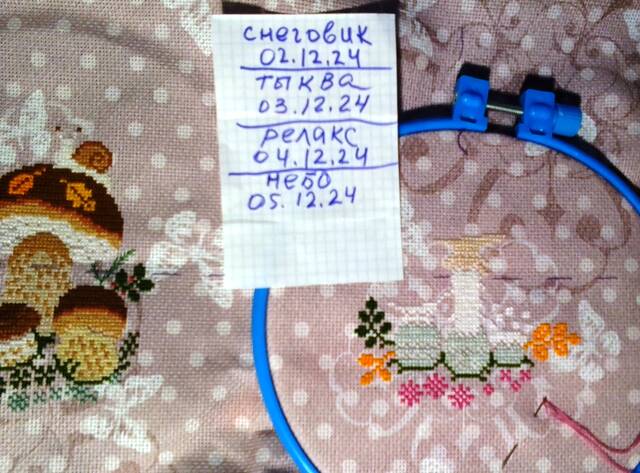 снеговик
02.12.24
тыква
03.12.24
релакс
04.12.24
небо
05.12.24